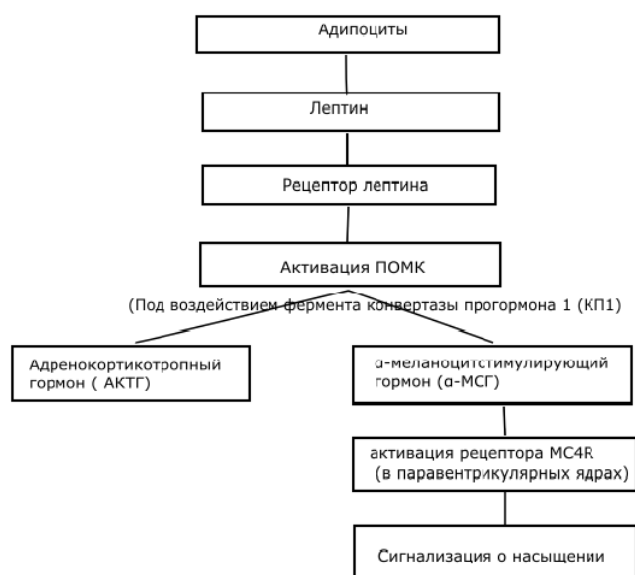 Адипоциты
Лептин
Рецептор лептина
Активация ПОМК
(Под воздействием фермента конвертазы прогормона 1 (КП1)
Адренокортикотропный
гормон ( АКТГ)
α-меланоцитстимулирующий
гормон (α-МСГ)
активация рецептора MC4R
(в паравентрикулярных ядрах)
Сигнализация о насыщении